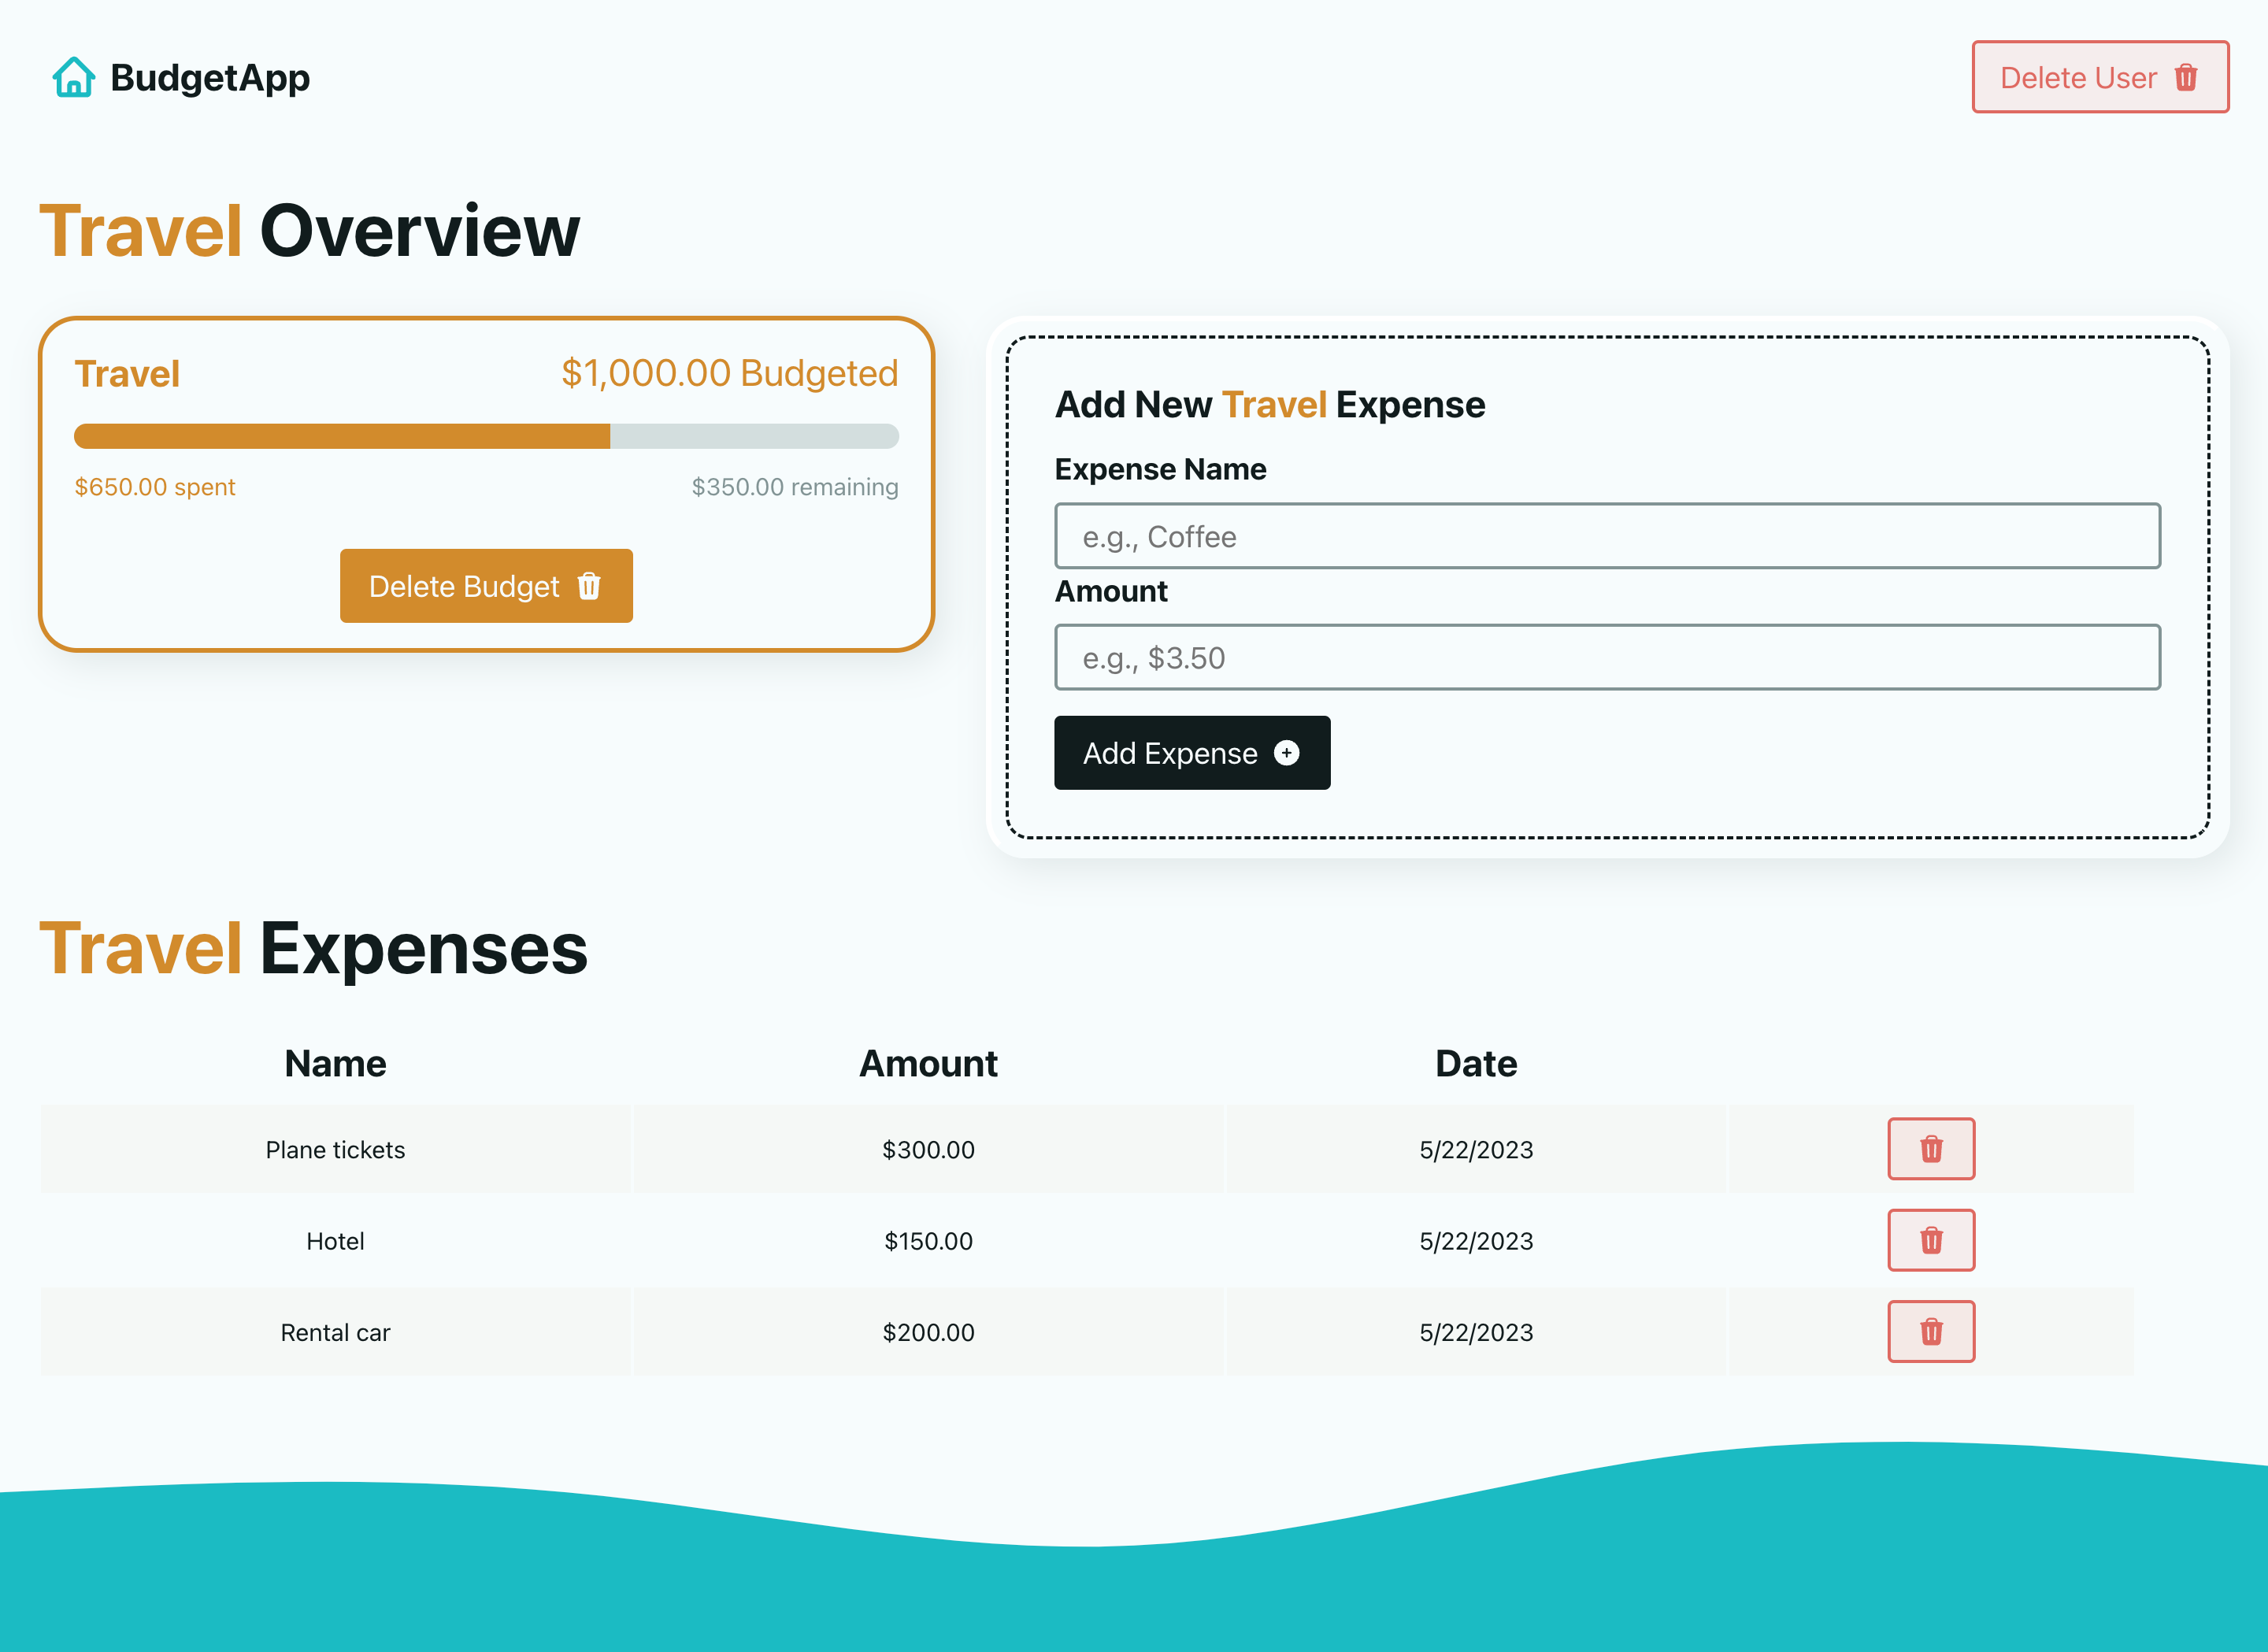 BudgetApp
Delete User
Travel Overview
Travel
$1,000.00 Budgeted
$650.00 spent
$350.00 remaining
Delete Budget
Add New Travel Expense
Expense Name
e.g., Coffee
Amount
e.g., $3.50
Add Expense
Travel Expenses
Name Amount Date
Plane tickets $300.00 5/22/2023
Hotel $150.00 5/22/2023
Rental car $200.00 5/22/2023